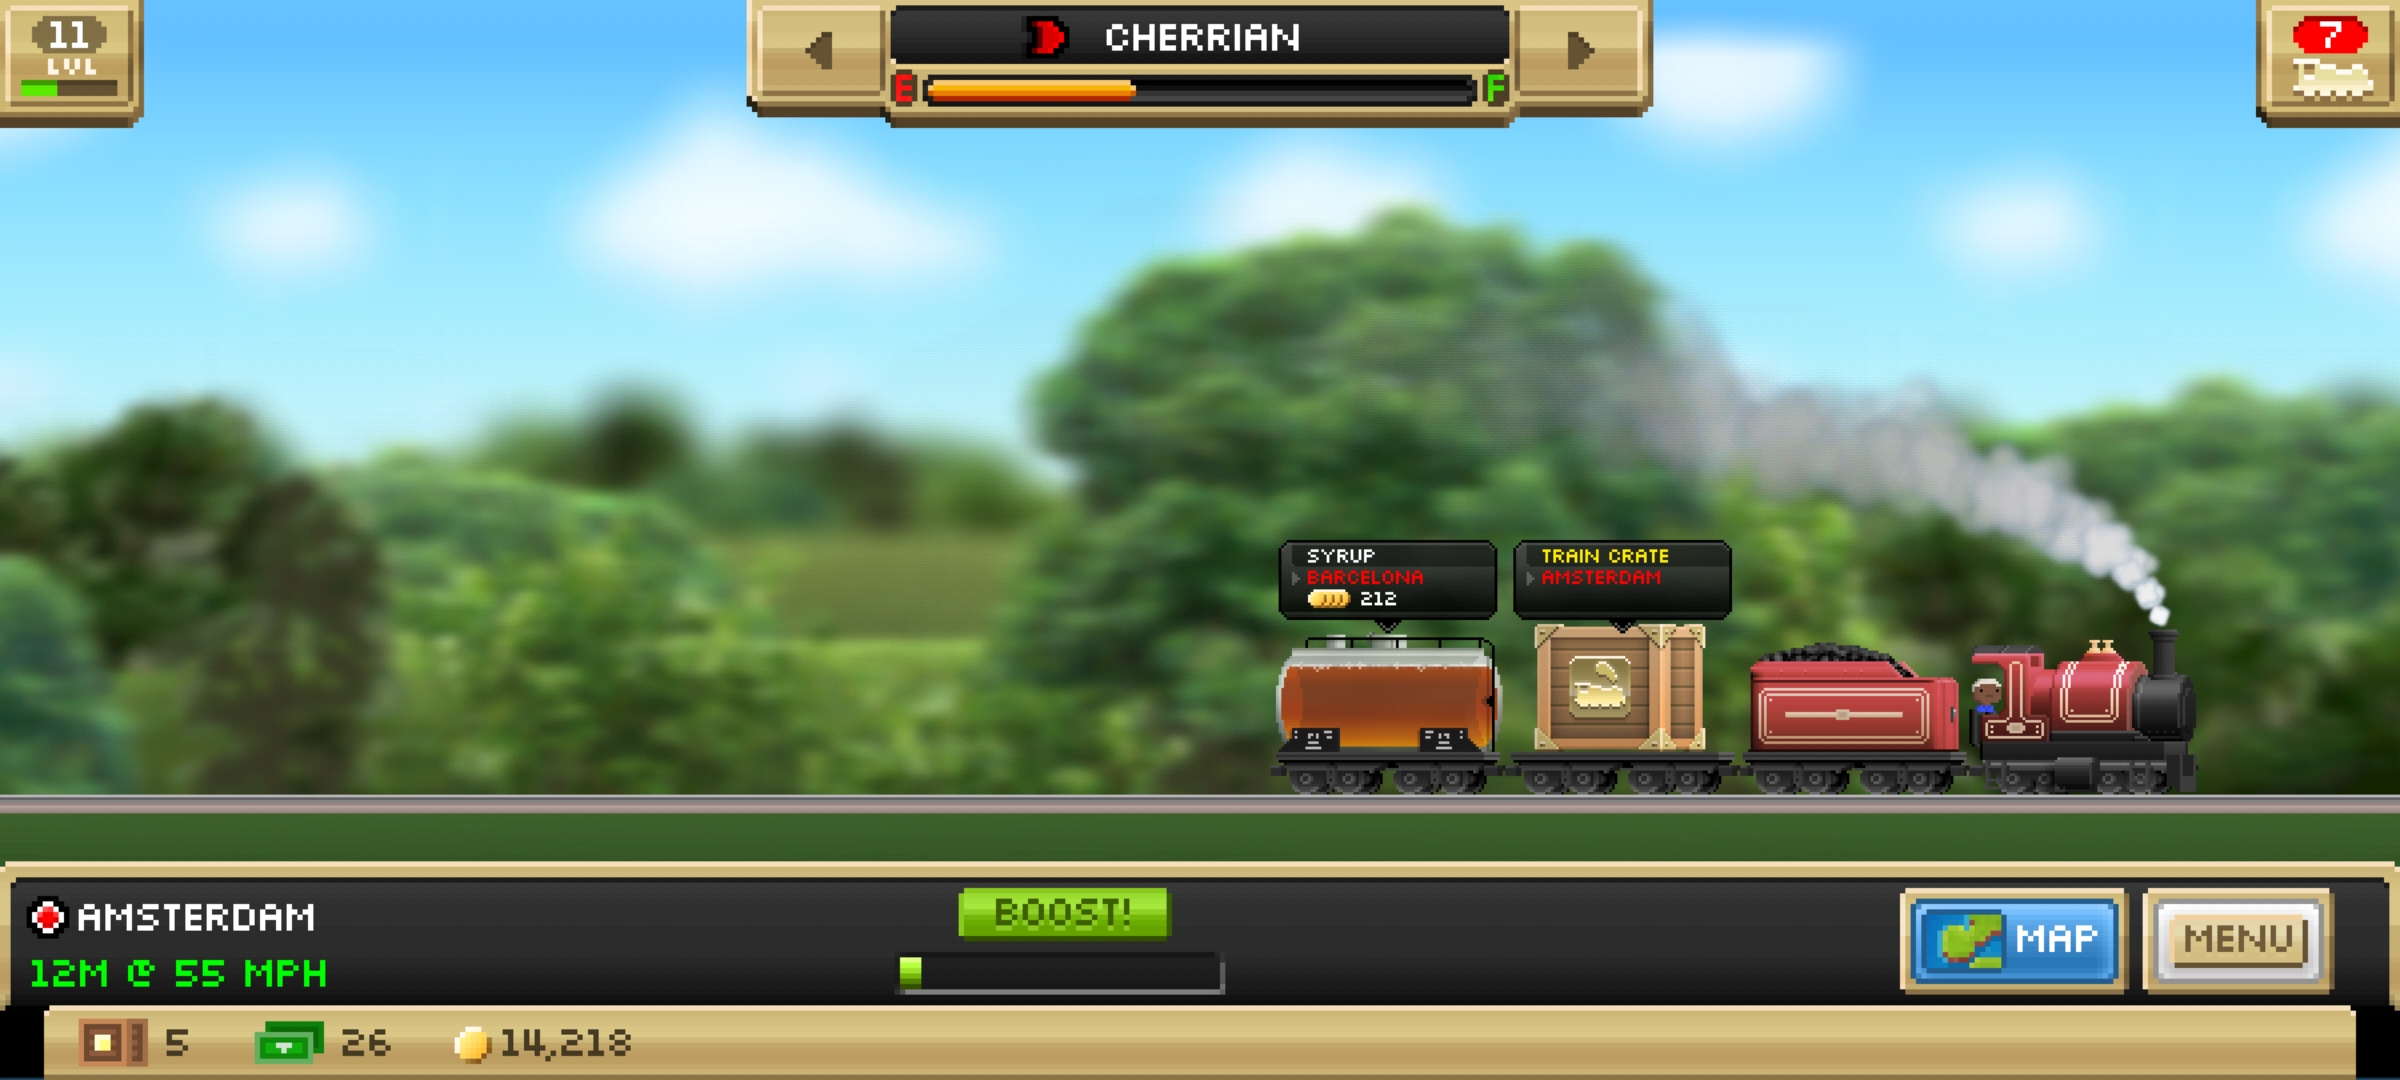 11
LVL
CHERRIAN
E
F
7
SYRUP
BARCELONA
212
TRAIN CRATE
AMSTERDAM
AMSTERDAM
12M @ 55 MPH
BOOST!
MAP
MENU
5
26
14,218